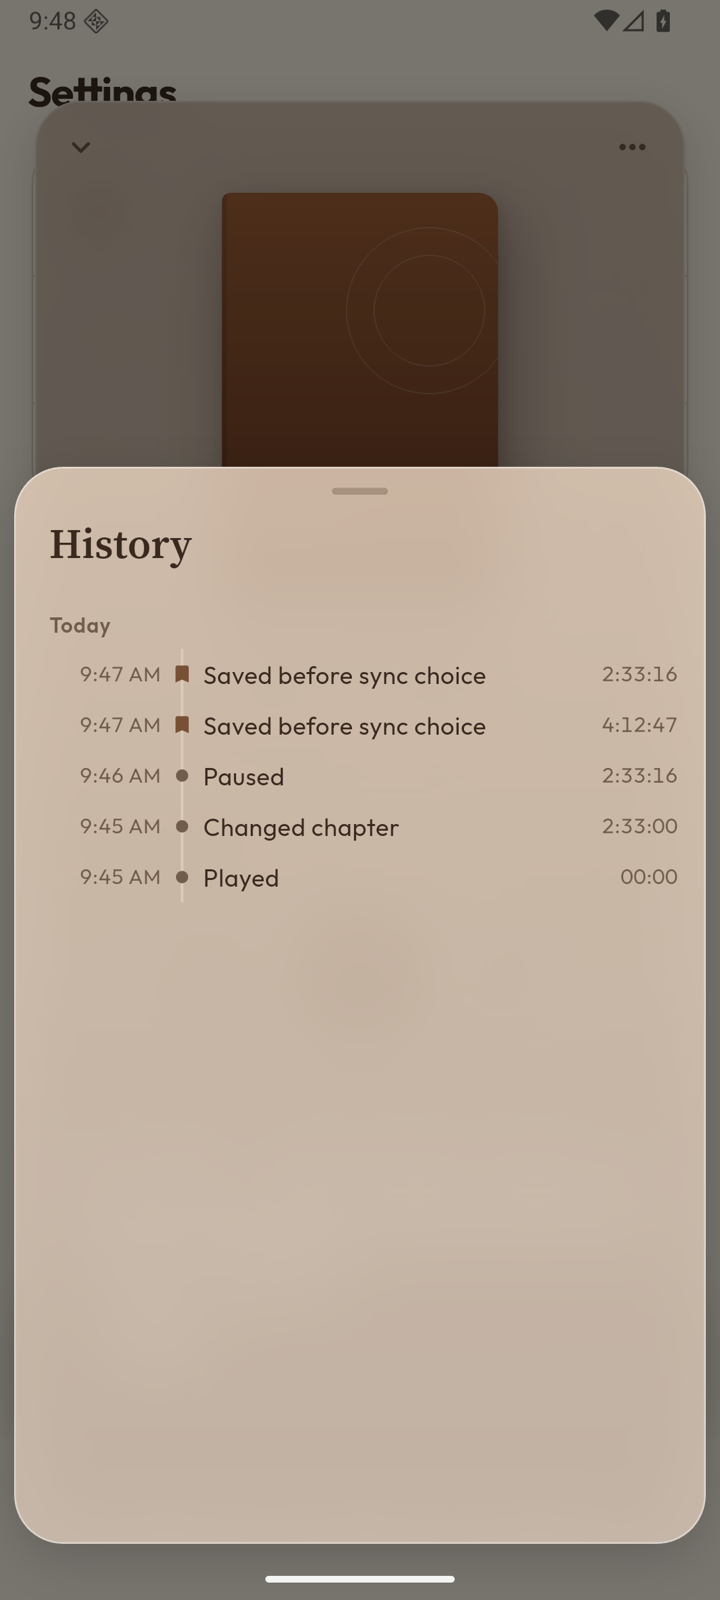 9:48
Settings
History
Today
9:47 AM Saved before sync choice 2:33:16
9:47 AM Saved before sync choice 4:12:47
9:46 AM Paused 2:33:16
9:45 AM Changed chapter 2:33:00
9:45 AM Played 00:00